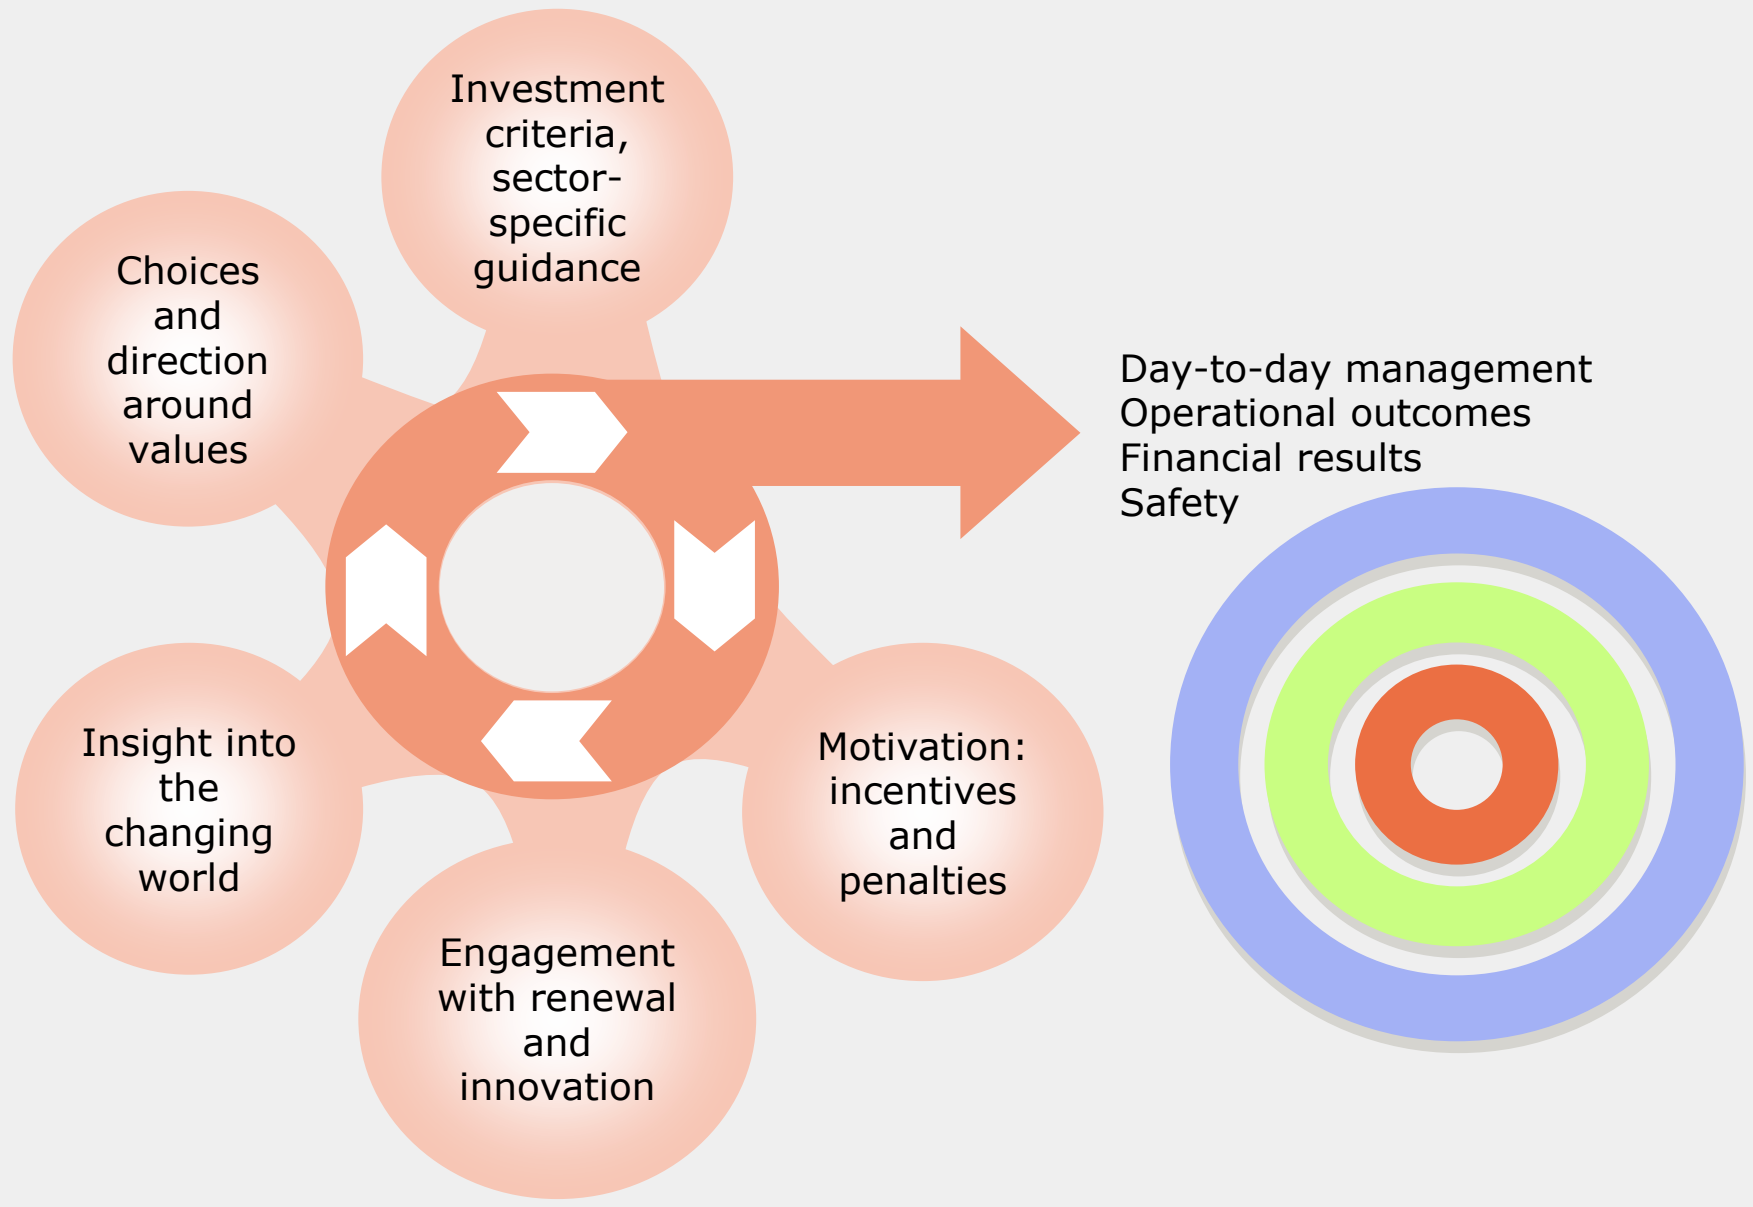 Investment
criteria,
sector-
specific
guidance
Choices
and
direction
around
values
Day-to-day management
Operational outcomes
Financial results
Safety
Insight into
the
changing
world
Motivation:
incentives
and
penalties
Engagement
with renewal
and
innovation